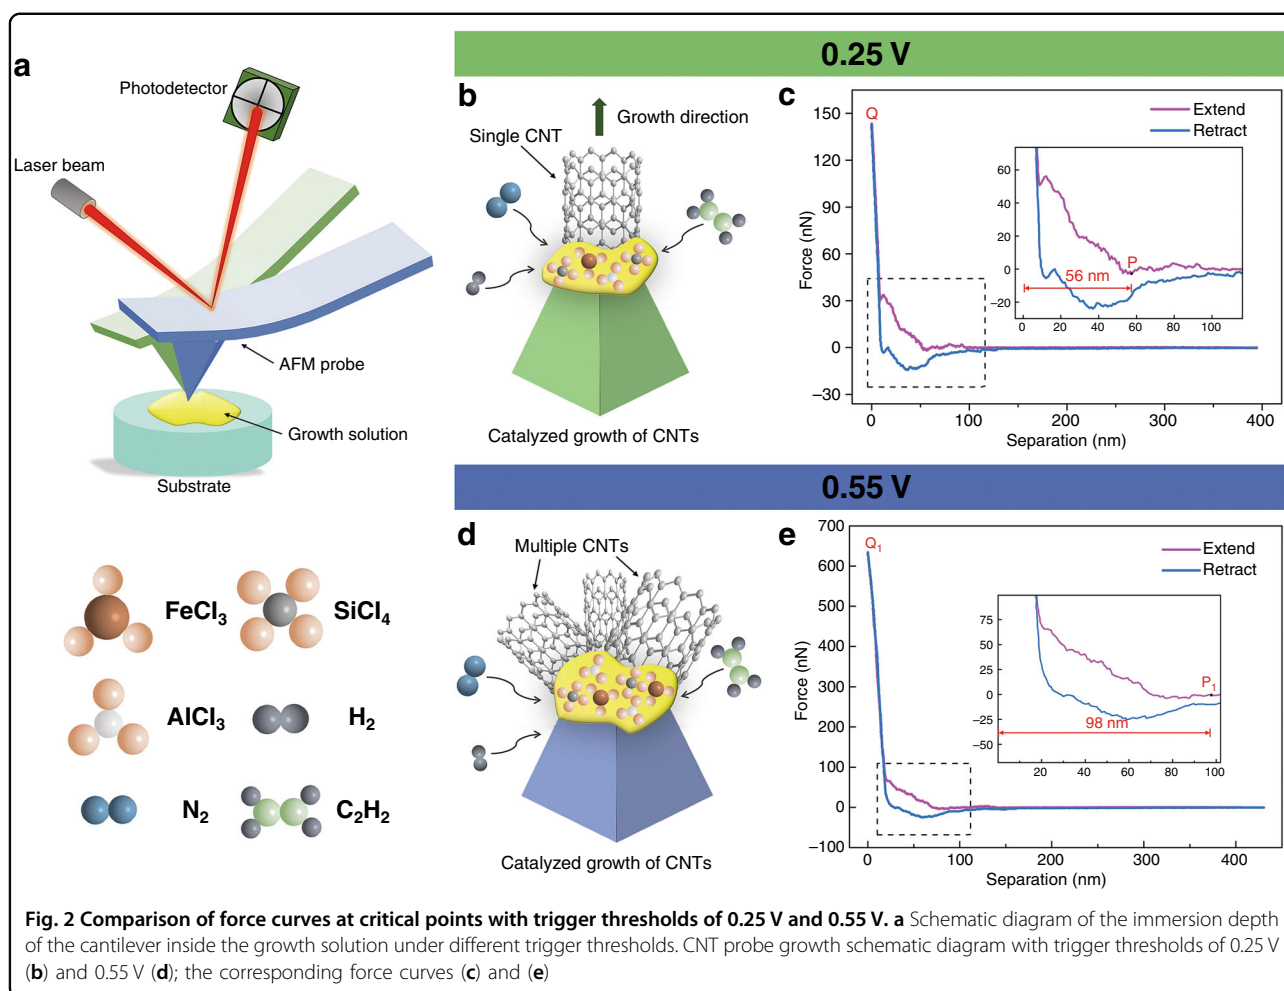 a
Photodetector
Laser beam
AFM probe
Growth solution
Substrate
FeCl₃
SiCl₄
AlCl₃
H₂
N₂
C₂H₂
0.25 V
b
Growth direction
Single CNT
Catalyzed growth of CNTs
c
Q
Extend
Retract
Force (nN)
150
120
90
60
30
0
−30
0
100
200
300
400
Separation (nm)
60
40
20
0
−20
0
20
40
60
80
100
P
56 nm
0.55 V
d
Multiple CNTs
Catalyzed growth of CNTs
e
Q₁
Extend
Retract
Force (nN)
700
600
500
400
300
200
100
0
−100
0
100
200
300
400
Separation (nm)
75
50
25
0
−25
−50
20
40
60
80
100
P₁
98 nm
Fig. 2 Comparison of force curves at critical points with trigger thresholds of 0.25 V and 0.55 V. a Schematic diagram of the immersion depth
of the cantilever inside the growth solution under different trigger thresholds. CNT probe growth schematic diagram with trigger thresholds of 0.25 V
(b) and 0.55 V (d); the corresponding force curves (c) and (e)